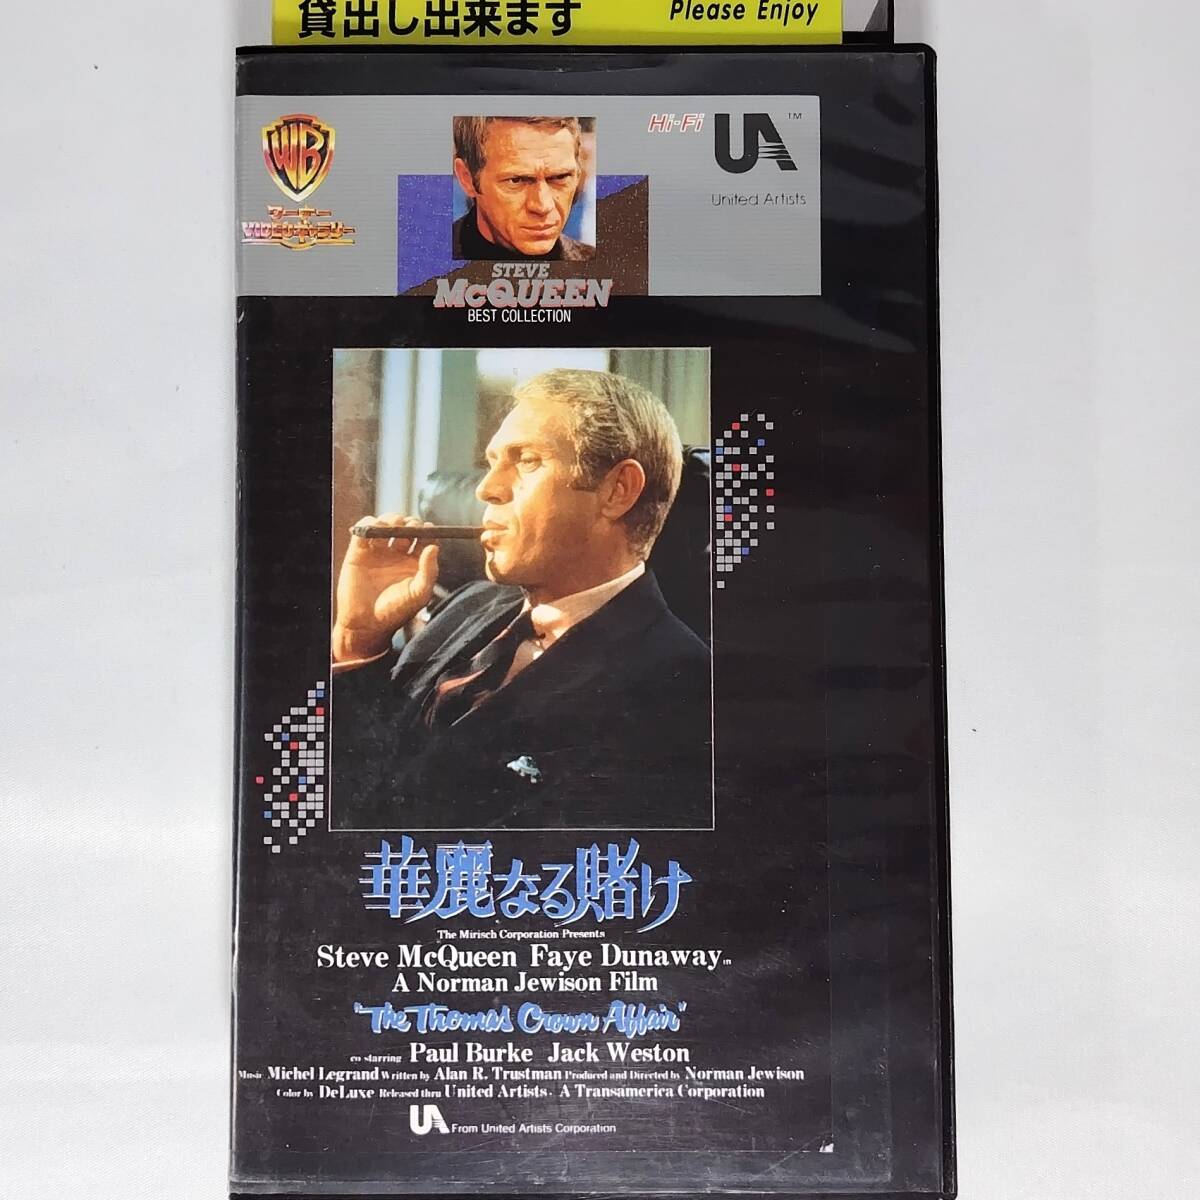 貸出し出来ます
Please Enjoy
WB
ワーナー
VIDEOギャラリー
Hi-Fi
UA™
United Artists
STEVE
McQUEEN
BEST COLLECTION
華麗なる賭け
The Mirisch Corporation Presents
Steve McQueen Faye Dunaway in
A Norman Jewison Film
"The Thomas Crown Affair"
co starring Paul Burke Jack Weston
Music Michel Legrand Written by Alan R. Trustman Produced and Directed by Norman Jewison
Color by DeLuxe Released thru United Artists. A Transamerica Corporation
UA From United Artists Corporation